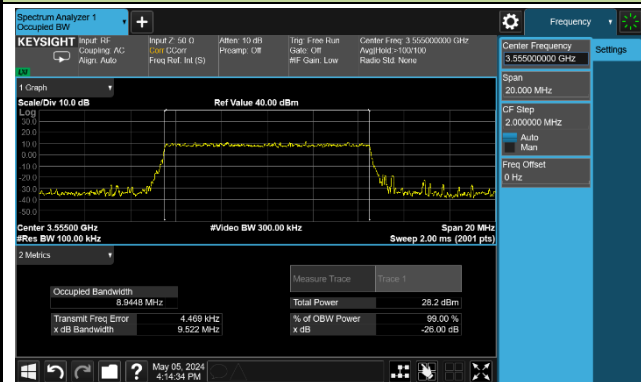 Spectrum Analyzer 1
Occupied BW
Frequency
KEYSIGHT
Input: RF
Coupling: AC
Align: Auto
Input Z: 50 Ω
Corr CCorr
Freq Ref: Int (S)
Atten: 10 dB
Preamp: Off
Trig: Free Run
Gate: Off
#IF Gain: Low
Center Freq: 3.555000000 GHz
Avg|Hold:>100/100
Radio Std: None
Center Frequency
3.555000000 GHz
Settings
Span
20.000 MHz
CF Step
2.000000 MHz
Auto
Man
Freq Offset
0 Hz
1 Graph
Scale/Div 10.0 dB
Ref Value 40.00 dBm
Log
30.0
20.0
10.0
0.00
-10.0
-20.0
-30.0
-40.0
-50.0
Center 3.55500 GHz
#Video BW 300.00 kHz
Span 20 MHz
#Res BW 100.00 kHz
Sweep 2.00 ms (2001 pts)
2 Metrics
Measure Trace
Trace 1
Occupied Bandwidth
8.9448 MHz
Total Power
28.2 dBm
Transmit Freq Error
4.469 kHz
% of OBW Power
99.00 %
x dB Bandwidth
9.522 MHz
x dB
-26.00 dB
?
May 05, 2024
4:14:34 PM